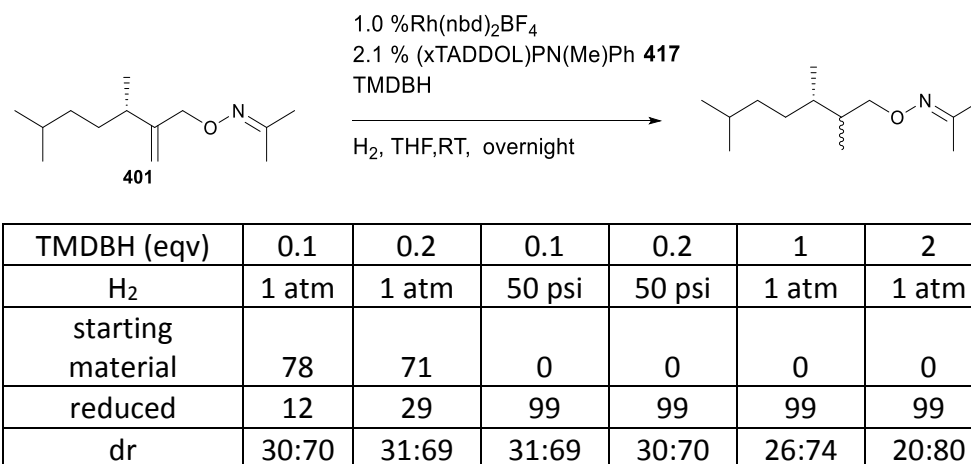 1.0 %Rh(nbd)2BF4
2.1 % (xTADDOL)PN(Me)Ph 417
TMDBH
H2, THF,RT, overnight
O N
401
O N
TMDBH (eqv) 0.1 0.2 0.1 0.2 1 2
H2 1 atm 1 atm 50 psi 50 psi 1 atm 1 atm
starting
material 78 71 0 0 0 0
reduced 12 29 99 99 99 99
dr 30:70 31:69 31:69 30:70 26:74 20:80